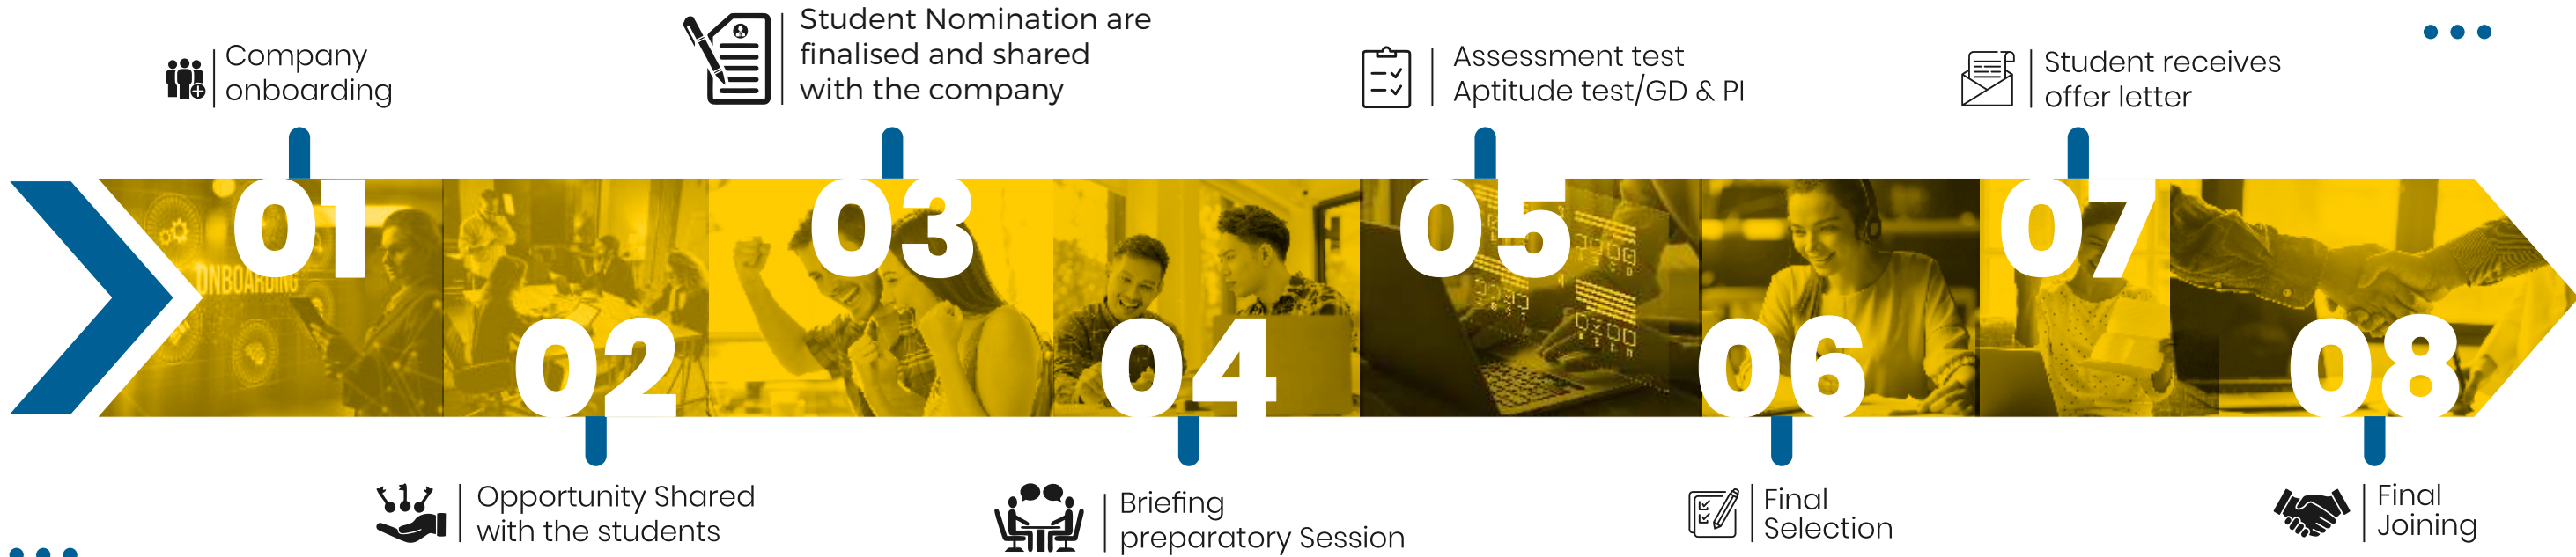 Company
onboarding
01
Opportunity Shared
with the students
02
Student Nomination are
finalised and shared
with the company
03
Briefing
preparatory Session
04
Assessment test
Aptitude test/GD & PI
05
Final
Selection
06
Student receives
offer letter
07
Final
Joining
08
ONBOARDING